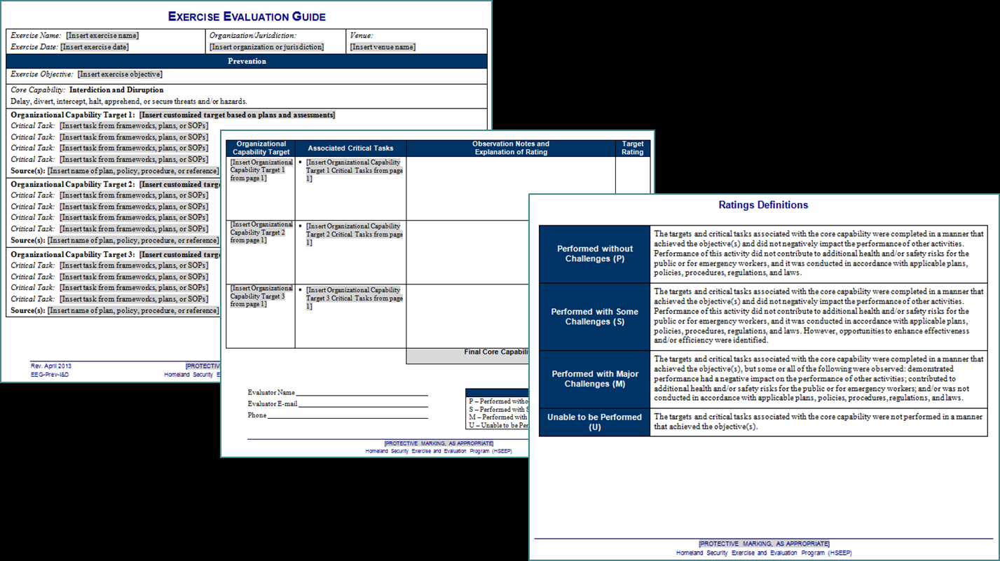 EXERCISE EVALUATION GUIDE
Exercise Name: [Insert exercise name]
Exercise Date: [Insert exercise date]
Organization/Jurisdiction:
[Insert organization or jurisdiction]
Venue:
[Insert venue name]
Prevention
Exercise Objective: [Insert exercise objective]
Core Capability: Interdiction and Disruption
Delay, divert, intercept, halt, apprehend, or secure threats and/or hazards.
Organizational Capability Target 1: [Insert customized target based on plans and assessments]
Critical Task: [Insert task from frameworks, plans, or SOPs]
Critical Task: [Insert task from frameworks, plans, or SOPs]
Critical Task: [Insert task from frameworks, plans, or SOPs]
Critical Task: [Insert task from frameworks, plans, or SOPs]
Source(s): [Insert name of plan, policy, procedure, or reference]
Organizational Capability Target 2: [Insert customized
Critical Task: [Insert task from frameworks, plans, or SOPs]
Critical Task: [Insert task from frameworks, plans, or SOPs]
Critical Task: [Insert task from frameworks, plans, or SOPs]
Critical Task: [Insert task from frameworks, plans, or SOPs]
Source(s): [Insert name of plan, policy, procedure, or reference]
Organizational Capability Target 3: [Insert customized
Critical Task: [Insert task from frameworks, plans, or SOPs]
Critical Task: [Insert task from frameworks, plans, or SOPs]
Critical Task: [Insert task from frameworks, plans, or SOPs]
Critical Task: [Insert task from frameworks, plans, or SOPs]
Source(s): [Insert name of plan, policy, procedure, or reference]
Rev. April 2013
EEG-Prev-I&D
[PROTECTIV
Homeland Security E
Organizational
Capability Target
Associated Critical Tasks
Observation Notes and
Explanation of Rating
Target
Rating
[Insert Organizational
Capability Target 1
from page 1]
• [Insert Organizational Capability
Target 1 Critical Tasks from page
1]
[Insert Organizational
Capability Target 2
from page 1]
• [Insert Organizational Capability
Target 2 Critical Tasks from page
1]
[Insert Organizational
Capability Target 3
from page 1]
• [Insert Organizational Capability
Target 3 Critical Tasks from page
1]
Final Core Capabili
Evaluator Name
Evaluator E-mail
Phone
P – Performed witho
S – Performed with S
M – Performed with
U – Unable to be Per
[PROTECTIVE MARKING, AS APPROPRIATE]
Homeland Security Exercise and Evaluation Program (HSEEP)
Ratings Definitions
Performed without
Challenges (P)
The targets and critical tasks associated with the core capability were completed in a manner that
achieved the objective(s) and did not negatively impact the performance of other activities.
Performance of this activity did not contribute to additional health and/or safety risks for the
public or for emergency workers, and it was conducted in accordance with applicable plans,
policies, procedures, regulations, and laws.
Performed with Some
Challenges (S)
The targets and critical tasks associated with the core capability were completed in a manner that
achieved the objective(s) and did not negatively impact the performance of other activities.
Performance of this activity did not contribute to additional health and/or safety risks for the
public or for emergency workers, and it was conducted in accordance with applicable plans,
policies, procedures, regulations, and laws. However, opportunities to enhance effectiveness
and/or efficiency were identified.
Performed with Major
Challenges (M)
The targets and critical tasks associated with the core capability were completed in a manner that
achieved the objective(s), but some or all of the following were observed: demonstrated
performance had a negative impact on the performance of other activities; contributed to
additional health and/or safety risks for the public or for emergency workers; and/or was not
conducted in accordance with applicable plans, policies, procedures, regulations, and laws.
Unable to be Performed
(U)
The targets and critical tasks associated with the core capability were not performed in a manner
that achieved the objective(s).
[PROTECTIVE MARKING, AS APPROPRIATE]
Homeland Security Exercise and Evaluation Program (HSEEP)